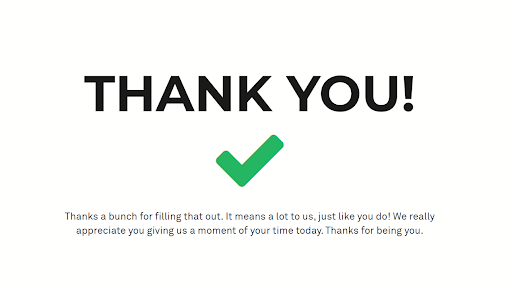 THANK YOU!
Thanks a bunch for filling that out. It means a lot to us, just like you do! We really
appreciate you giving us a moment of your time today. Thanks for being you.